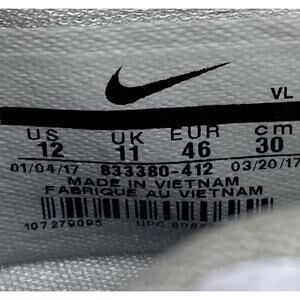 VL
US UK EUR cm
12 11 46 30
01/04/17 833380-412 03/20/17
MADE IN VIETNAM
FABRIQUE AU VIETNAM
107279095 UPC